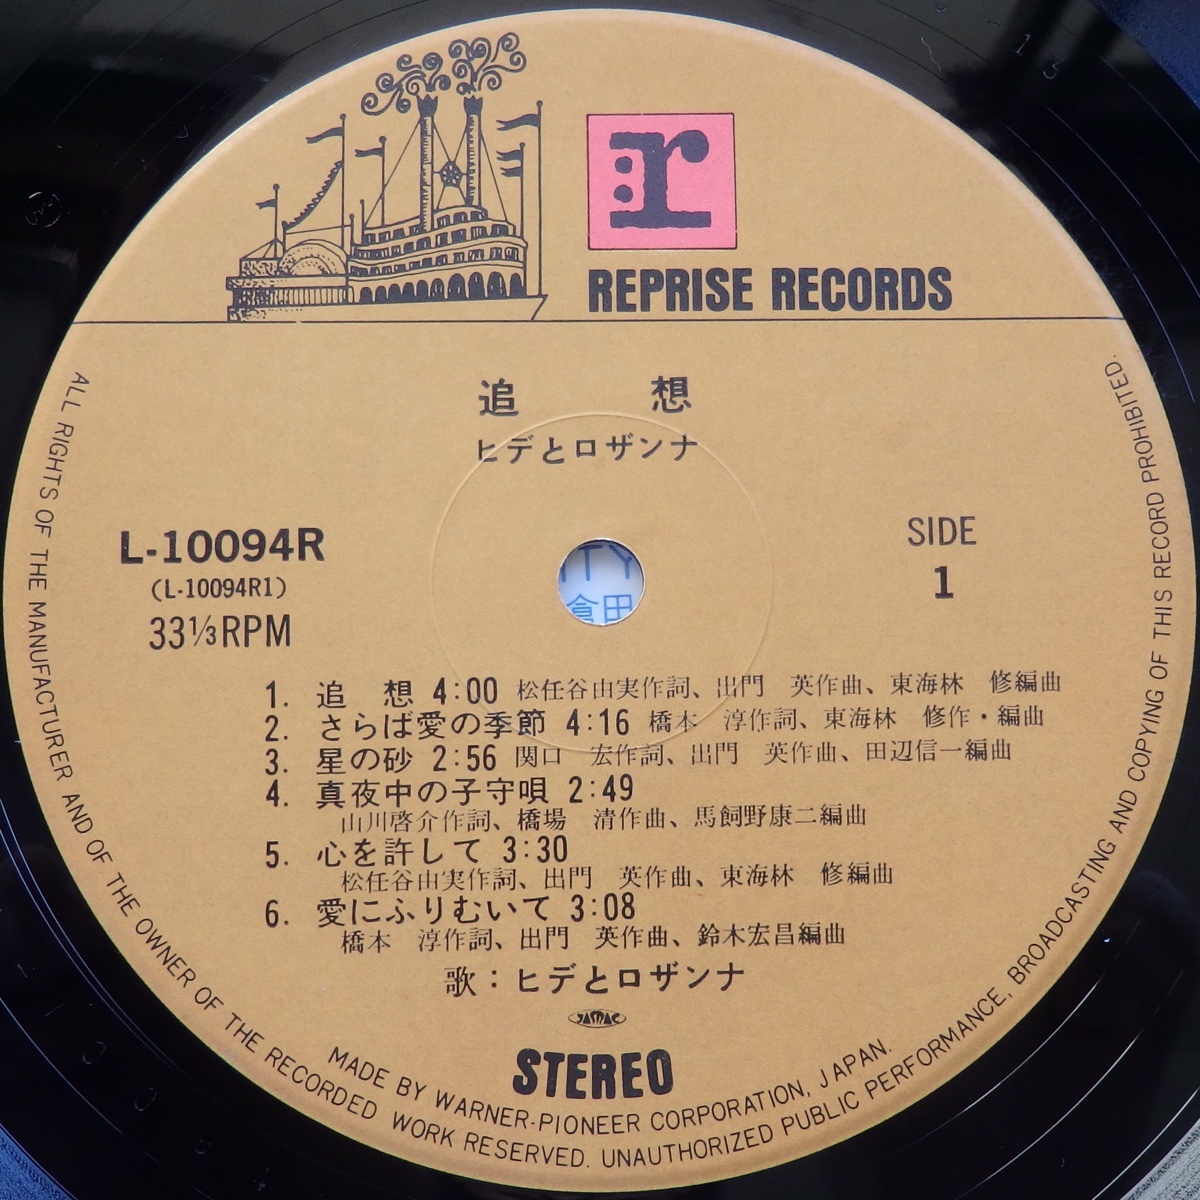 r
REPRISE RECORDS
追 想
ヒデとロザンナ
L-10094R
(L-10094R1)
33⅓RPM
SIDE
1
ITY
倉田
1. 追 想 4:00 松任谷由実作詞、出門 英作曲、東海林 修編曲
2. さらば愛の季節 4:16 橋本 淳作詞、東海林 修作・編曲
3. 星の砂 2:56 関口 宏作詞、出門 英作曲、田辺信一編曲
4. 真夜中の子守唄 2:49
山川啓介作詞、橋場 清作曲、馬飼野康二編曲
5. 心を許して 3:30
松任谷由実作詞、出門 英作曲、東海林 修編曲
6. 愛にふりむいて 3:08
橋本 淳作詞、出門 英作曲、鈴木宏昌編曲
歌：ヒデとロザンナ
JASRAC
STEREO
MADE BY WARNER-PIONEER CORPORATION, JAPAN.
ALL RIGHTS OF THE MANUFACTURER AND OF THE OWNER OF THE RECORDED WORK RESERVED. UNAUTHORIZED PUBLIC PERFORMANCE, BROADCASTING AND COPYING OF THIS RECORD PROHIBITED.